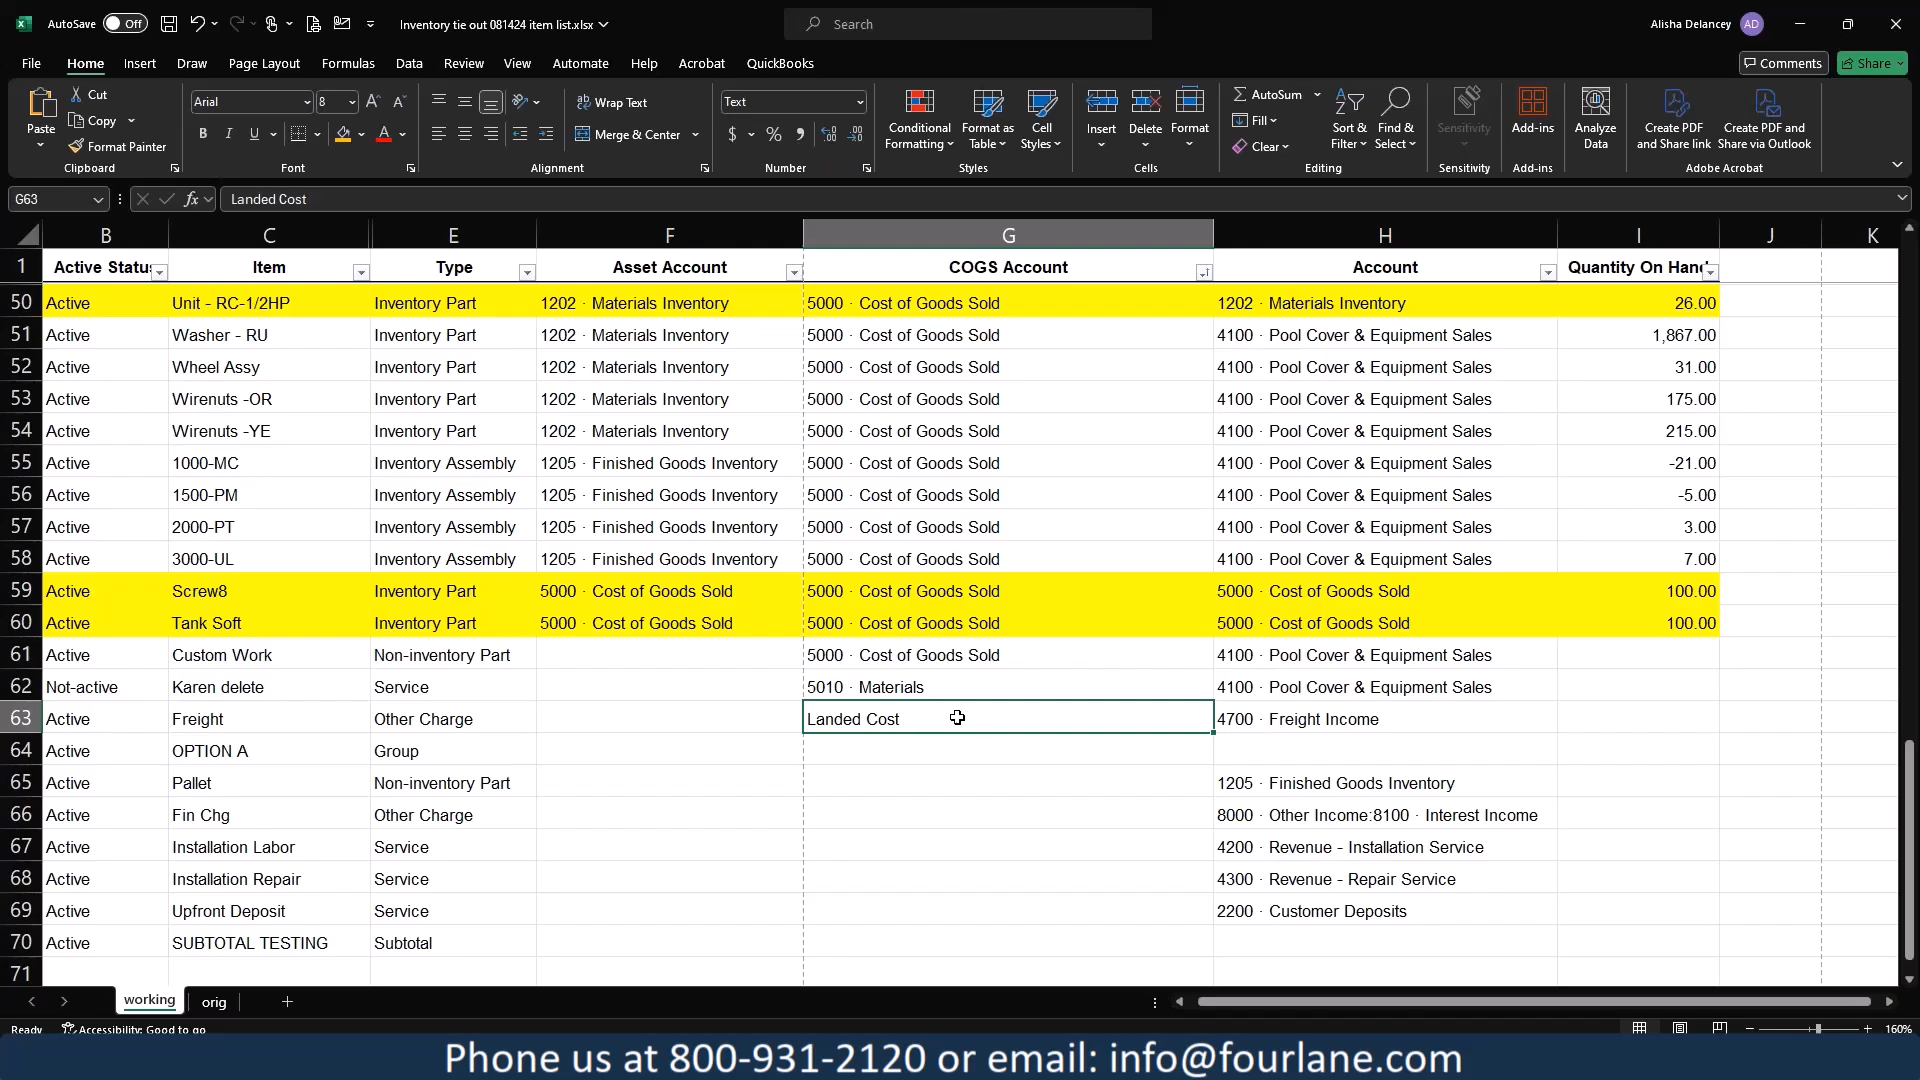 AutoSave Off Inventory tie out 081424 item list.xlsx Search Alisha Delancey AD
File Home Insert Draw Page Layout Formulas Data Review View Automate Help Acrobat QuickBooks Comments Share
Paste Cut Copy Format Painter Clipboard
Arial 8 B I U A Font
Wrap Text Merge & Center Alignment
Text $ % , Number
Conditional Formatting Format as Table Cell Styles Styles
Insert Delete Format Cells
AutoSum Fill Clear Sort & Filter Find & Select Editing
Sensitivity Sensitivity
Add-ins Add-ins
Analyze Data
Create PDF and Share link Create PDF and Share via Outlook Adobe Acrobat
G63 fx Landed Cost
B C E F G H I J K
1 Active Statu Item Type Asset Account COGS Account Account Quantity On Hand
50 Active Unit - RC-1/2HP Inventory Part 1202 · Materials Inventory 5000 · Cost of Goods Sold 1202 · Materials Inventory 26.00
51 Active Washer - RU Inventory Part 1202 · Materials Inventory 5000 · Cost of Goods Sold 4100 · Pool Cover & Equipment Sales 1,867.00
52 Active Wheel Assy Inventory Part 1202 · Materials Inventory 5000 · Cost of Goods Sold 4100 · Pool Cover & Equipment Sales 31.00
53 Active Wirenuts -OR Inventory Part 1202 · Materials Inventory 5000 · Cost of Goods Sold 4100 · Pool Cover & Equipment Sales 175.00
54 Active Wirenuts -YE Inventory Part 1202 · Materials Inventory 5000 · Cost of Goods Sold 4100 · Pool Cover & Equipment Sales 215.00
55 Active 1000-MC Inventory Assembly 1205 · Finished Goods Inventory 5000 · Cost of Goods Sold 4100 · Pool Cover & Equipment Sales -21.00
56 Active 1500-PM Inventory Assembly 1205 · Finished Goods Inventory 5000 · Cost of Goods Sold 4100 · Pool Cover & Equipment Sales -5.00
57 Active 2000-PT Inventory Assembly 1205 · Finished Goods Inventory 5000 · Cost of Goods Sold 4100 · Pool Cover & Equipment Sales 3.00
58 Active 3000-UL Inventory Assembly 1205 · Finished Goods Inventory 5000 · Cost of Goods Sold 4100 · Pool Cover & Equipment Sales 7.00
59 Active Screw8 Inventory Part 5000 · Cost of Goods Sold 5000 · Cost of Goods Sold 5000 · Cost of Goods Sold 100.00
60 Active Tank Soft Inventory Part 5000 · Cost of Goods Sold 5000 · Cost of Goods Sold 5000 · Cost of Goods Sold 100.00
61 Active Custom Work Non-inventory Part 5000 · Cost of Goods Sold 4100 · Pool Cover & Equipment Sales
62 Not-active Karen delete Service 5010 · Materials 4100 · Pool Cover & Equipment Sales
63 Active Freight Other Charge Landed Cost 4700 · Freight Income
64 Active OPTION A Group
65 Active Pallet Non-inventory Part 1205 · Finished Goods Inventory
66 Active Fin Chg Other Charge 8000 · Other Income:8100 · Interest Income
67 Active Installation Labor Service 4200 · Revenue - Installation Service
68 Active Installation Repair Service 4300 · Revenue - Repair Service
69 Active Upfront Deposit Service 2200 · Customer Deposits
70 Active SUBTOTAL TESTING Subtotal
71
working orig
Ready Accessibility: Good to go 160%
Phone us at 800-931-2120 or email: info@fourlane.com